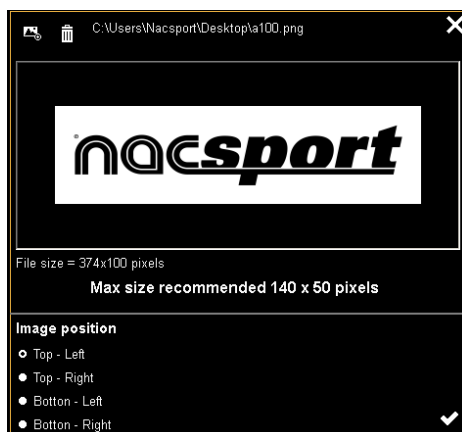 C:\Users\Nacsport\Desktop\a100.png
nacsport
File size = 374x100 pixels
Max size recommended 140 x 50 pixels
Image position
Top - Left
Top - Right
Botton - Left
Botton - Right